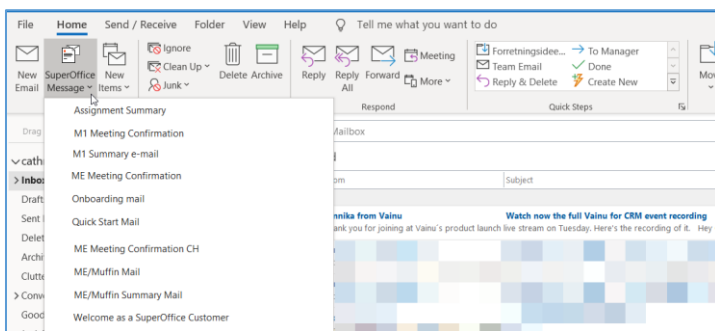 File Home Send / Receive Folder View Help Tell me what you want to do
New Email
SuperOffice Message
New Items
Ignore
Clean Up
Junk
Delete Archive
Reply Reply All Forward
Meeting
More
Respond
Forretningsidee... To Manager
Team Email Done
Reply & Delete Create New
Quick Steps
Drag
Mailbox
Assignment Summary
M1 Meeting Confirmation
M1 Summary e-mail
ME Meeting Confirmation
Onboarding mail
Quick Start Mail
ME Meeting Confirmation CH
ME/Muffin Mail
ME/Muffin Summary Mail
Welcome as a SuperOffice Customer
Subject
from Vainu Watch now the full Vainu for CRM event recording
you for joining at Vainu's product launch live stream on Tuesday. Here's the recording of it. Hey